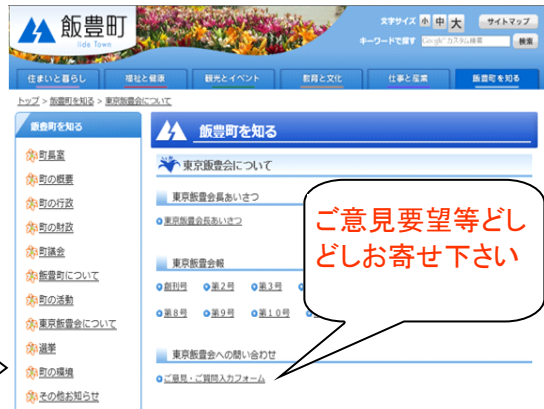 飯豊町
Iide Town
文字サイズ 小 中 大 サイトマップ
キーワードで探す Google カスタム検索 検索
住まいと暮らし 福祉と健康 観光とイベント 教育と文化 仕事と産業 飯豊町を知る
トップ > 飯豊町を知る > 東京飯豊会について
飯豊町を知る
町長室
町の概要
町の行政
町の財政
町議会
飯豊町について
町の活動
東京飯豊会について
選挙
町の環境
その他お知らせ
飯豊町を知る
東京飯豊会について
東京飯豊会長あいさつ
東京飯豊会長あいさつ
東京飯豊会報
創刊号 第2号 第3号
第8号 第9号 第10号
東京飯豊会への問い合わせ
ご意見・ご質問入力フォーム
ご意見要望等どし
どしお寄せ下さい